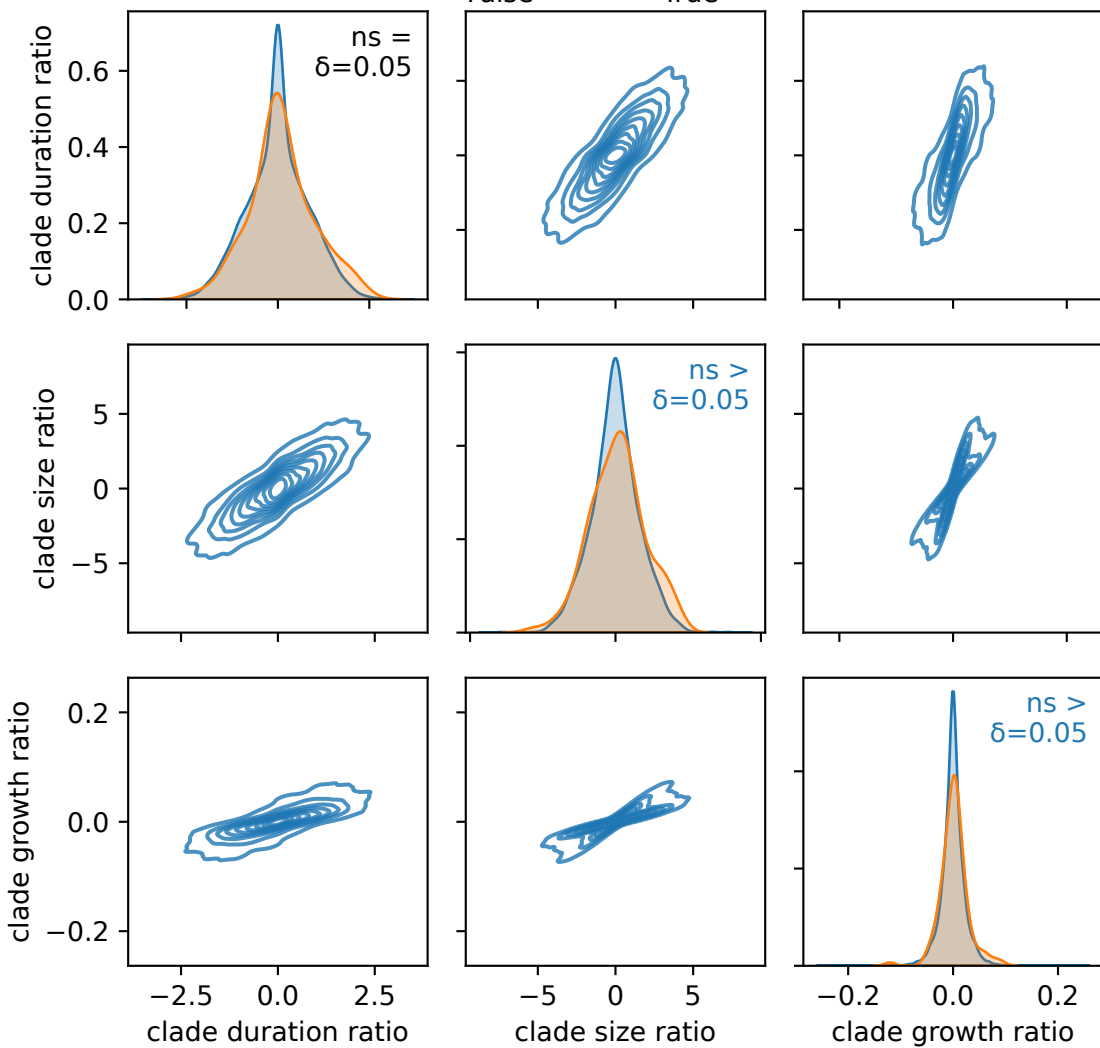 True
clade duration ratio
0.6
0.4
0.2
0.0
ns =
δ=0.05
clade size ratio
5
0
−5
ns >
δ=0.05
clade growth ratio
0.2
0.0
−0.2
ns >
δ=0.05
−2.5 0.0 2.5
−5 0 5
−0.2 0.0 0.2
clade duration ratio
clade size ratio
clade growth ratio